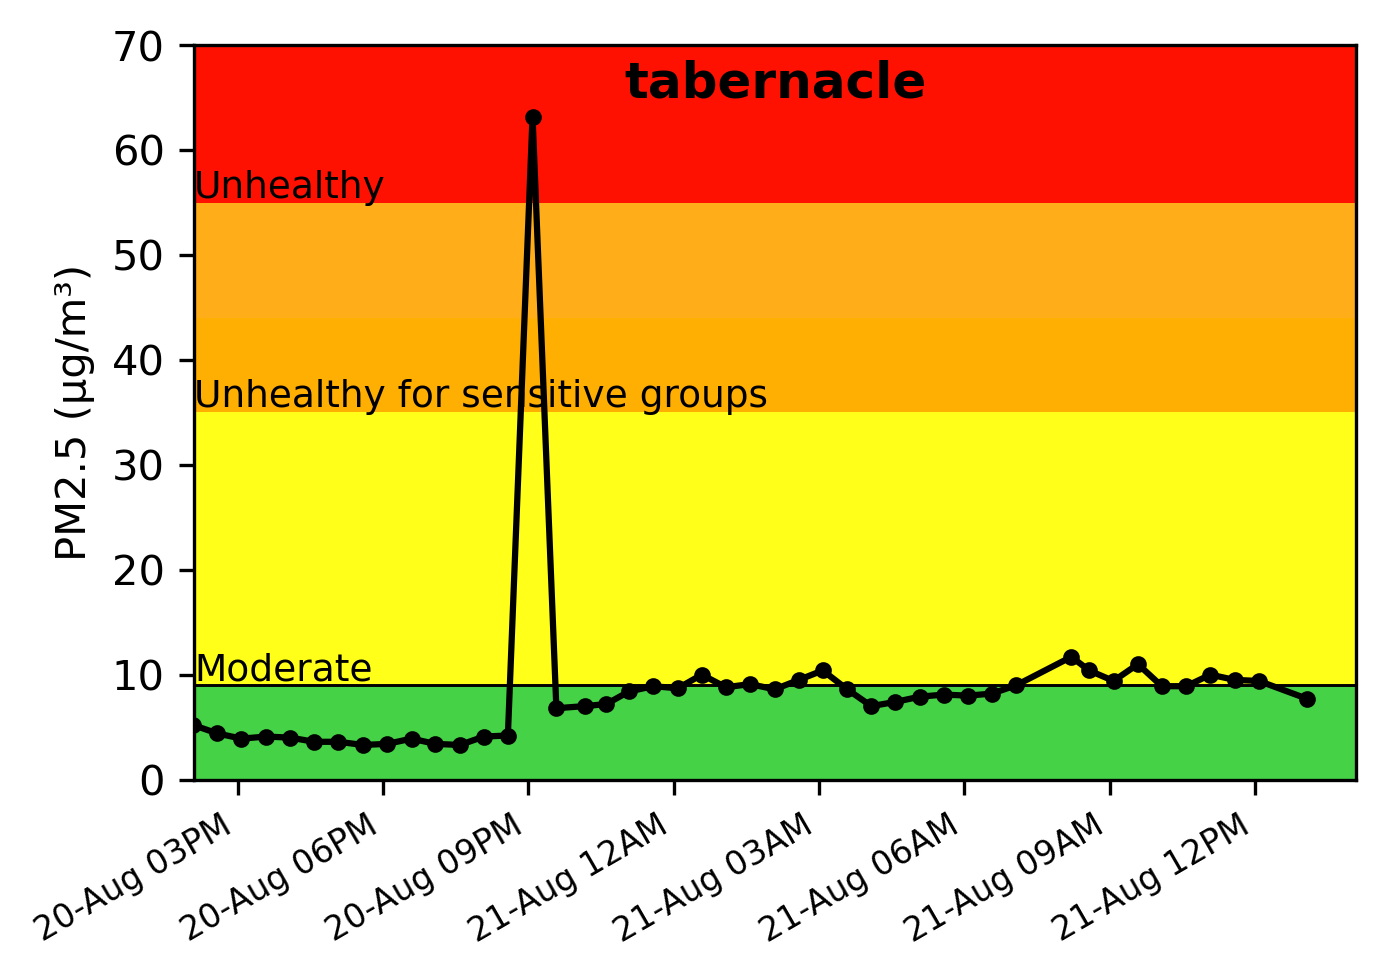 tabernacle
70
60
50
40
30
20
10
0
PM2.5 (µg/m³)
Unhealthy
Unhealthy for sensitive groups
Moderate
20-Aug 03PM
20-Aug 06PM
20-Aug 09PM
21-Aug 12AM
21-Aug 03AM
21-Aug 06AM
21-Aug 09AM
21-Aug 12PM